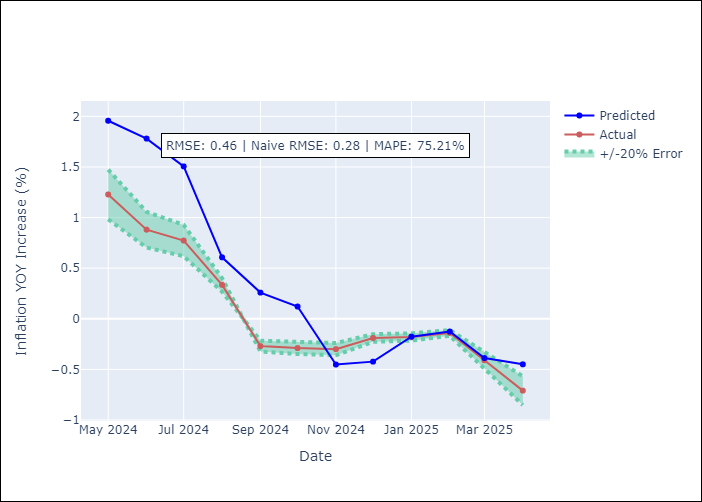 Predicted
Actual
+/-20% Error
RMSE: 0.46 | Naive RMSE: 0.28 | MAPE: 75.21%
Inflation YOY Increase (%)
2
1.5
1
0.5
0
−0.5
−1
May 2024 Jul 2024 Sep 2024 Nov 2024 Jan 2025 Mar 2025
Date